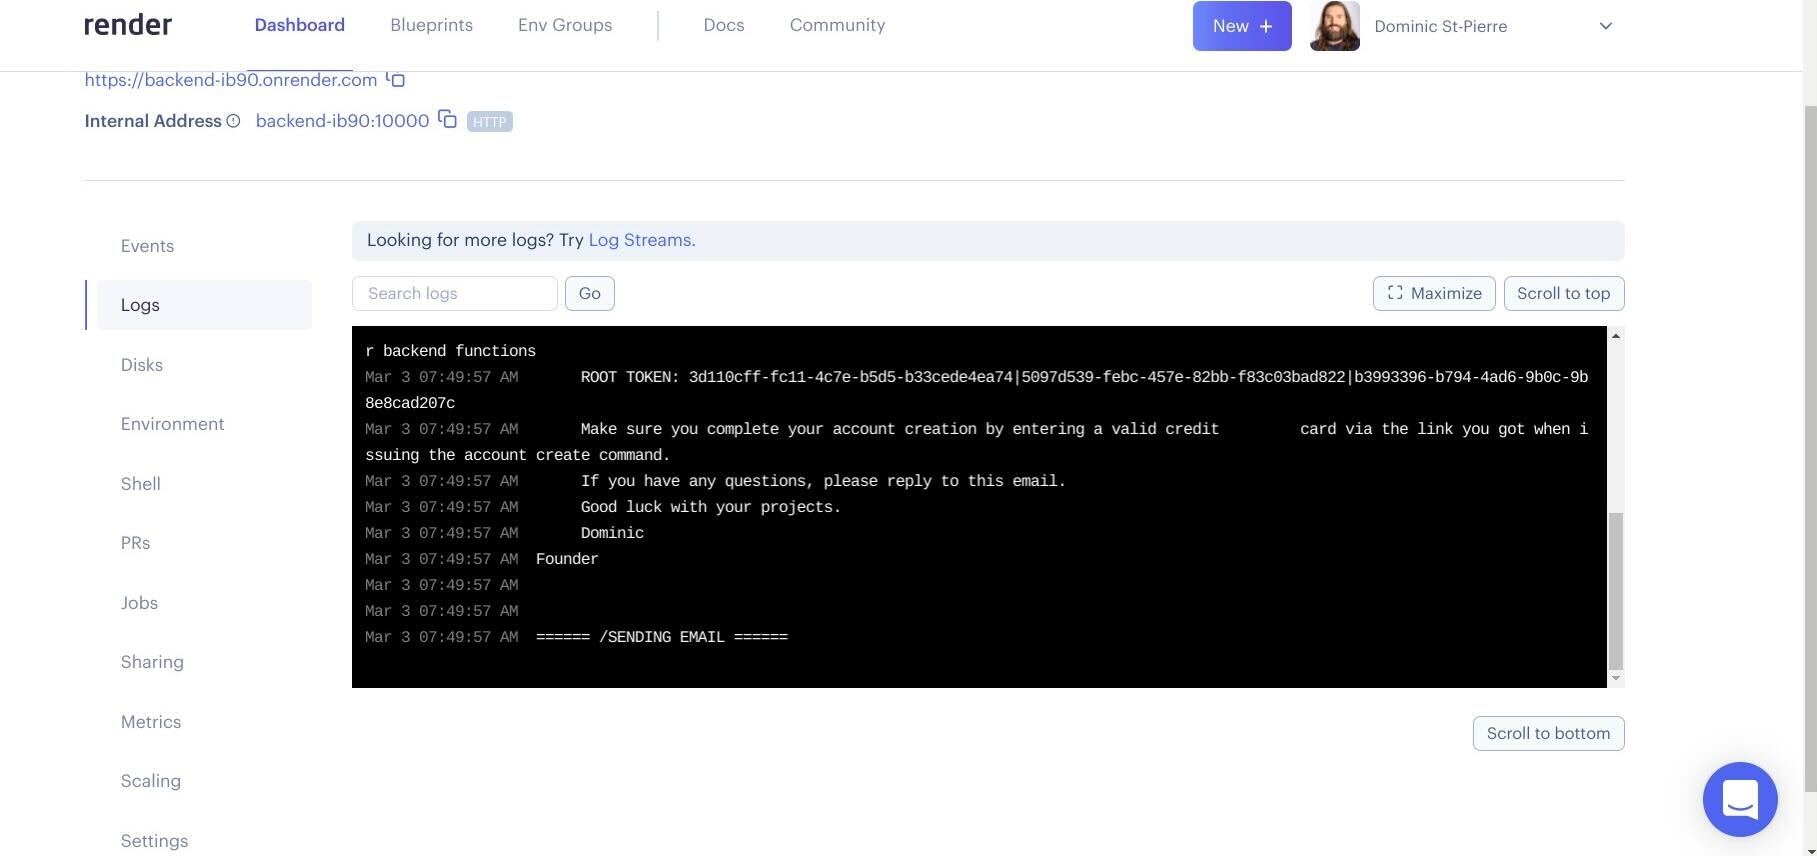 render Dashboard Blueprints Env Groups Docs Community New + Dominic St-Pierre
https://backend-ib90.onrender.com
Internal Address backend-ib90:10000 HTTP
Events
Logs
Disks
Environment
Shell
PRs
Jobs
Sharing
Metrics
Scaling
Settings
Looking for more logs? Try Log Streams.
Search logs Go Maximize Scroll to top
r backend functions
Mar 3 07:49:57 AM ROOT TOKEN: 3d110cff-fc11-4c7e-b5d5-b33cede4ea74|5097d539-febc-457e-82bb-f83c03bad822|b3993396-b794-4ad6-9b0c-9b
8e8cad207c
Mar 3 07:49:57 AM Make sure you complete your account creation by entering a valid credit card via the link you got when i
ssuing the account create command.
Mar 3 07:49:57 AM If you have any questions, please reply to this email.
Mar 3 07:49:57 AM Good luck with your projects.
Mar 3 07:49:57 AM Dominic
Mar 3 07:49:57 AM Founder
Mar 3 07:49:57 AM
Mar 3 07:49:57 AM
Mar 3 07:49:57 AM ====== /SENDING EMAIL ======
Scroll to bottom